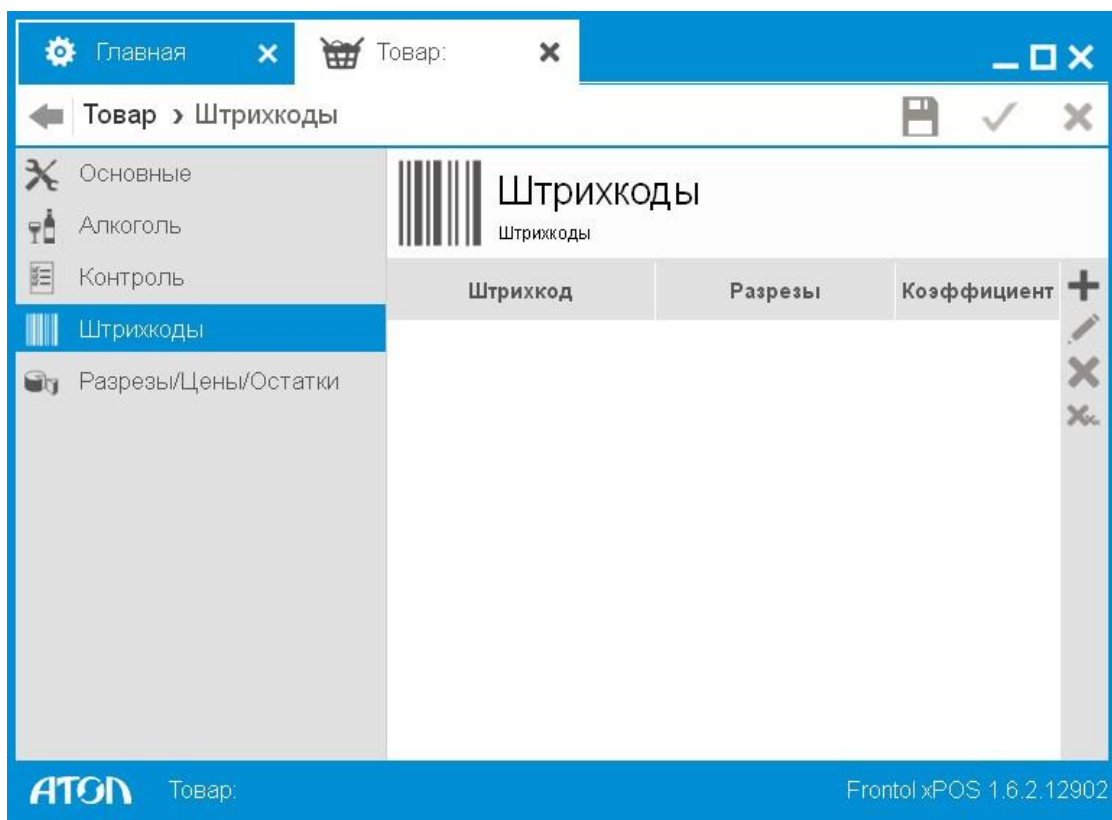 Главная
Товар:
Товар › Штрихкоды
Основные
Алкоголь
Контроль
Штрихкоды
Разрезы/Цены/Остатки
Штрихкоды
Штрихкоды
Штрихкод Разрезы Коэффициент
ATOL Товар: Frontol xPOS 1.6.2.12902